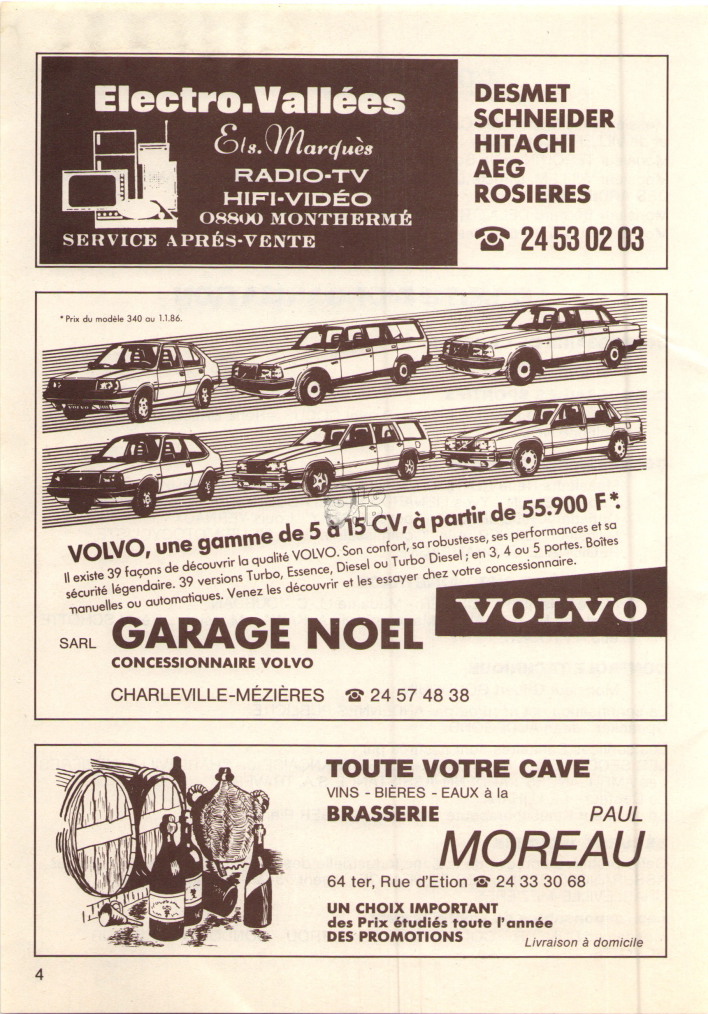 Electro.Vallées
Ets. Marquès
RADIO-TV
HIFI-VIDÉO
08800 MONTHERMÉ
SERVICE APRÉS-VENTE
DESMET
SCHNEIDER
HITACHI
AEG
ROSIERES
☎ 24 53 02 03
* Prix du modèle 340 au 1.1.86.
VOLVO, une gamme de 5 à 15 CV, à partir de 55.900 F*.
Il existe 39 façons de découvrir la qualité VOLVO. Son confort, sa robustesse, ses performances et sa
sécurité légendaire. 39 versions Turbo, Essence, Diesel ou Turbo Diesel ; en 3, 4 ou 5 portes. Boîtes
manuelles ou automatiques. Venez les découvrir et les essayer chez votre concessionnaire.
VOLVO
SARL GARAGE NOEL
CONCESSIONNAIRE VOLVO
CHARLEVILLE-MÉZIÈRES ☎ 24 57 48 38
TOUTE VOTRE CAVE
VINS - BIÈRES - EAUX à la
BRASSERIE PAUL
MOREAU
64 ter, Rue d'Etion ☎ 24 33 30 68
UN CHOIX IMPORTANT
des Prix étudiés toute l'année
DES PROMOTIONS
Livraison à domicile
4